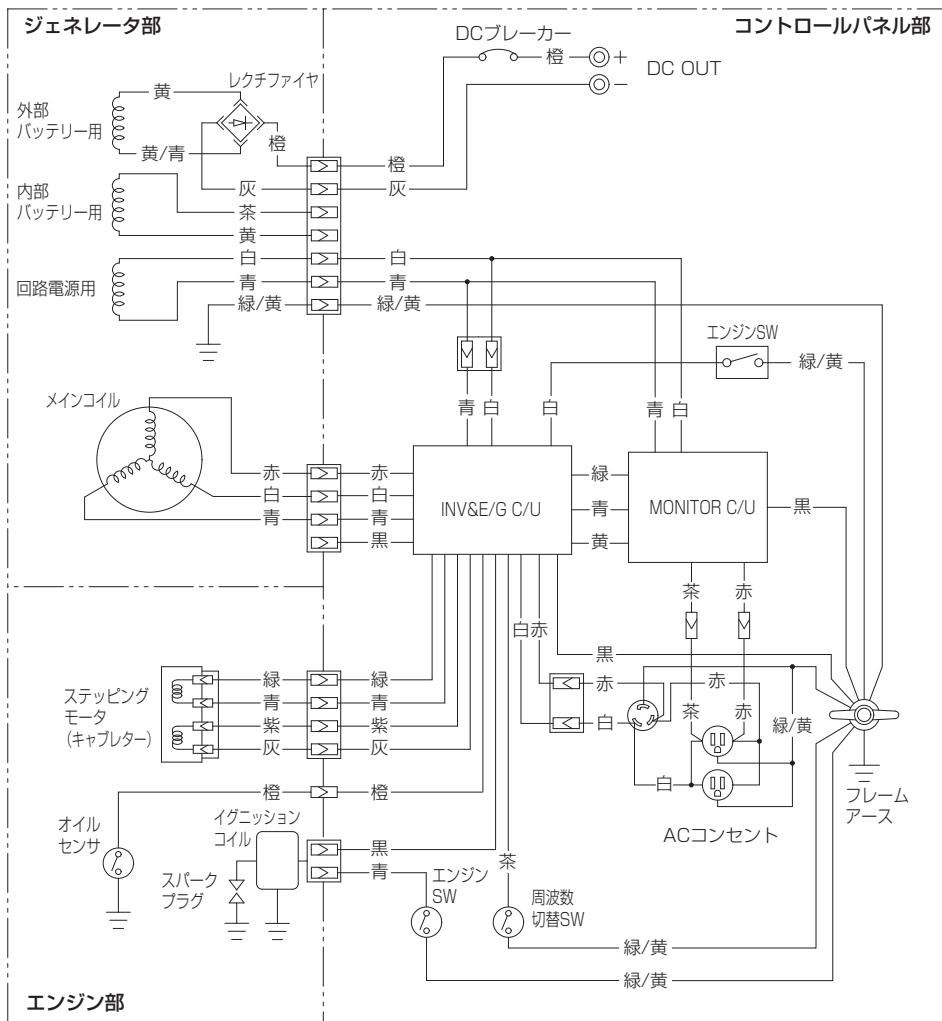 ジェネレータ部
コントロールパネル部
DCブレーカー
橙
+
−
DC OUT
レクチファイヤ
黄
外部
バッテリー用
黄/青
橙
橙
灰
灰
内部
バッテリー用
茶
黄
白
白
回路電源用
青
青
緑/黄
緑/黄
エンジンSW
緑/黄
メインコイル
青
白
白
青
白
赤
赤
白
白
青
青
黒
INV&E/G C/U
緑
青
黄
MONITOR C/U
黒
茶
赤
白
赤
黒
ステッピング
モータ
(キャブレター)
緑
緑
青
青
紫
紫
灰
灰
赤
白
赤
茶
赤
緑/黄
白
フレーム
アース
ACコンセント
橙
橙
オイル
センサ
イグニッション
コイル
スパーク
プラグ
黒
青
エンジン
SW
茶
周波数
切替SW
緑/黄
緑/黄
エンジン部